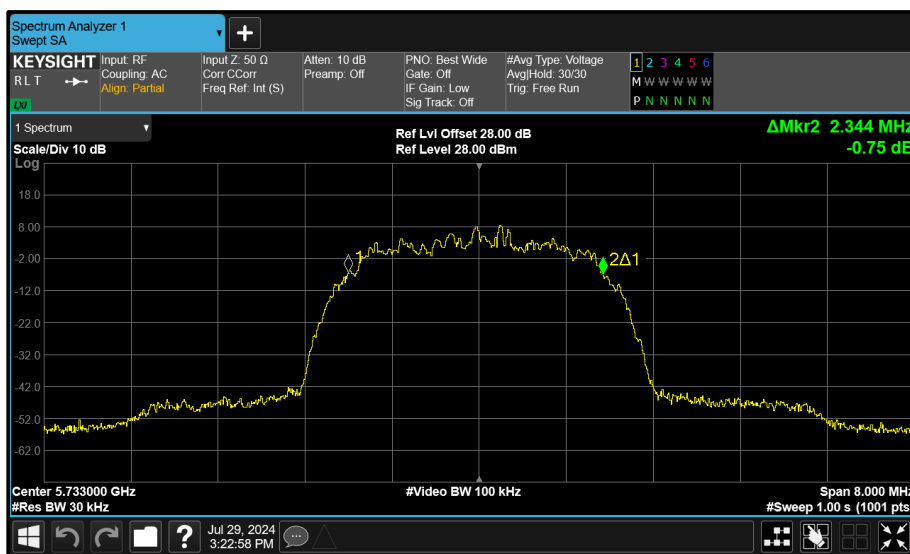 Spectrum Analyzer 1
Swept SA
KEYSIGHT
R L T
LXI
Input: RF
Coupling: AC
Align: Partial
Input Z: 50 Ω
Corr CCorr
Freq Ref: Int (S)
Atten: 10 dB
Preamp: Off
PNO: Best Wide
Gate: Off
IF Gain: Low
Sig Track: Off
#Avg Type: Voltage
Avg|Hold: 30/30
Trig: Free Run
1 2 3 4 5 6
M W W W W W
P N N N N N
1 Spectrum
Scale/Div 10 dB
Log
Ref Lvl Offset 28.00 dB
Ref Level 28.00 dBm
ΔMkr2 2.344 MHz
-0.75 dB
18.0
8.00
-2.00
-12.0
-22.0
-32.0
-42.0
-52.0
-62.0
1
2Δ1
Center 5.733000 GHz
#Res BW 30 kHz
#Video BW 100 kHz
Span 8.000 MHz
#Sweep 1.00 s (1001 pts
?
Jul 29, 2024
3:22:58 PM